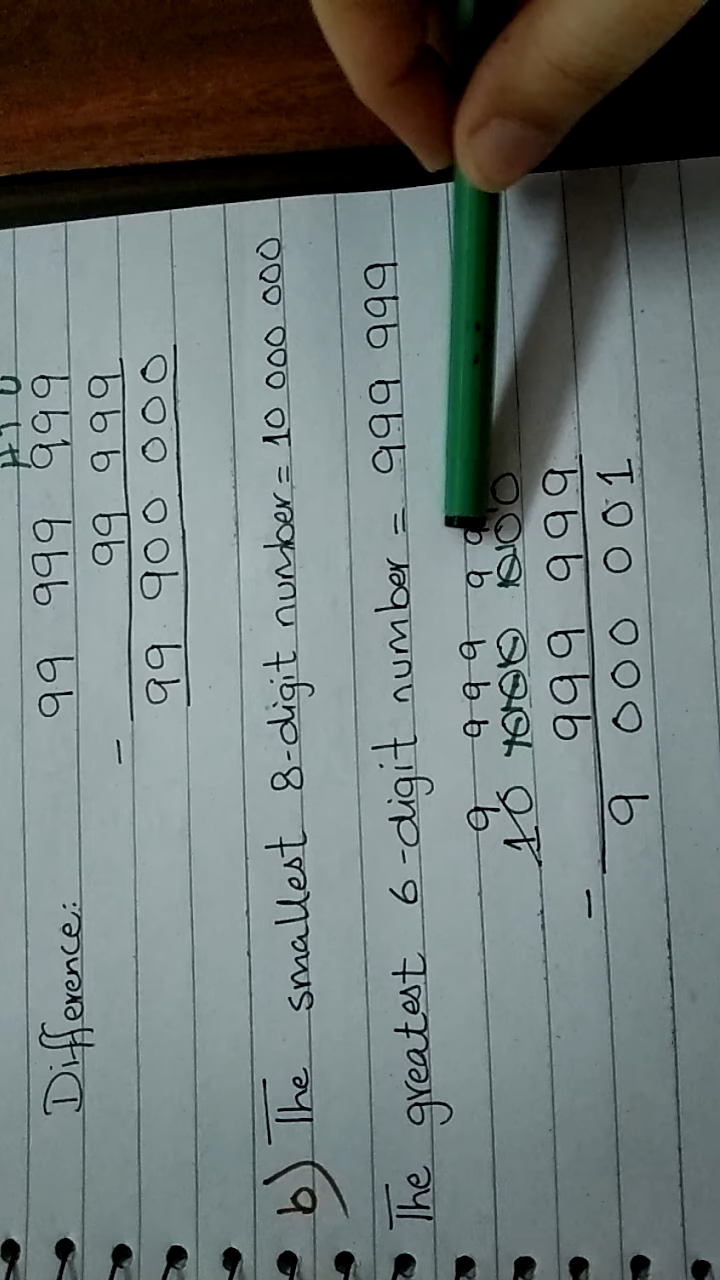 Difference:
99 999 999
- 99 999
99 900 000
b) The smallest 8-digit number = 10 000 000
The greatest 6-digit number = 999 999
9 999 9 9
10 000 000
- 999 999
9 000 001